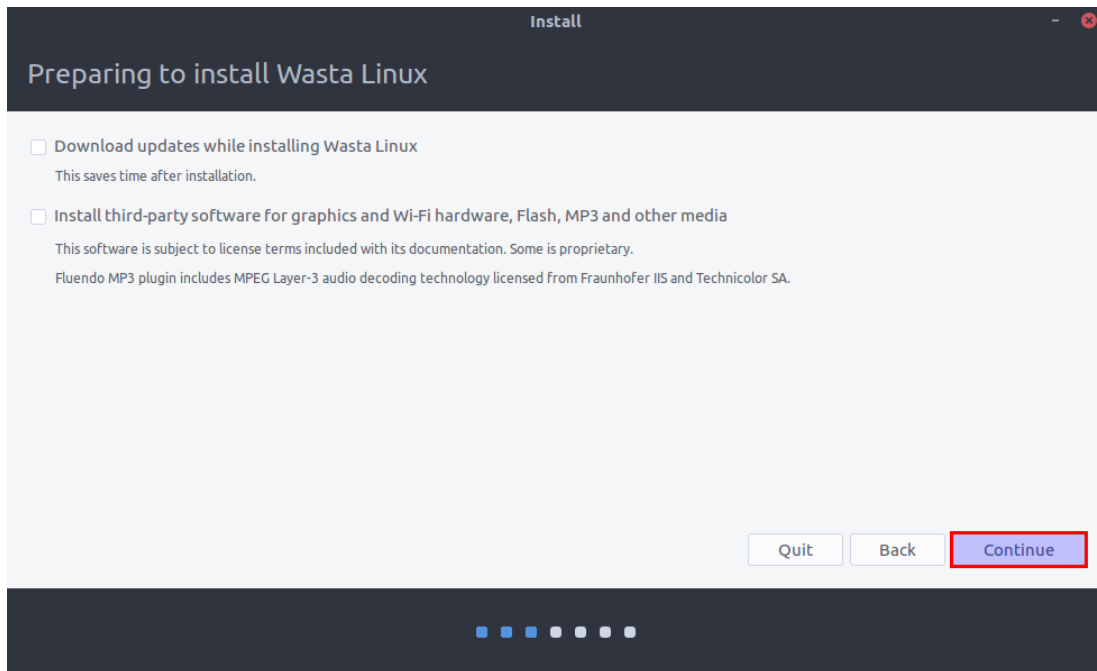 Install
Preparing to install Wasta Linux
Download updates while installing Wasta Linux
This saves time after installation.
Install third-party software for graphics and Wi-Fi hardware, Flash, MP3 and other media
This software is subject to license terms included with its documentation. Some is proprietary.
Fluendo MP3 plugin includes MPEG Layer-3 audio decoding technology licensed from Fraunhofer IIS and Technicolor SA.
Quit Back Continue